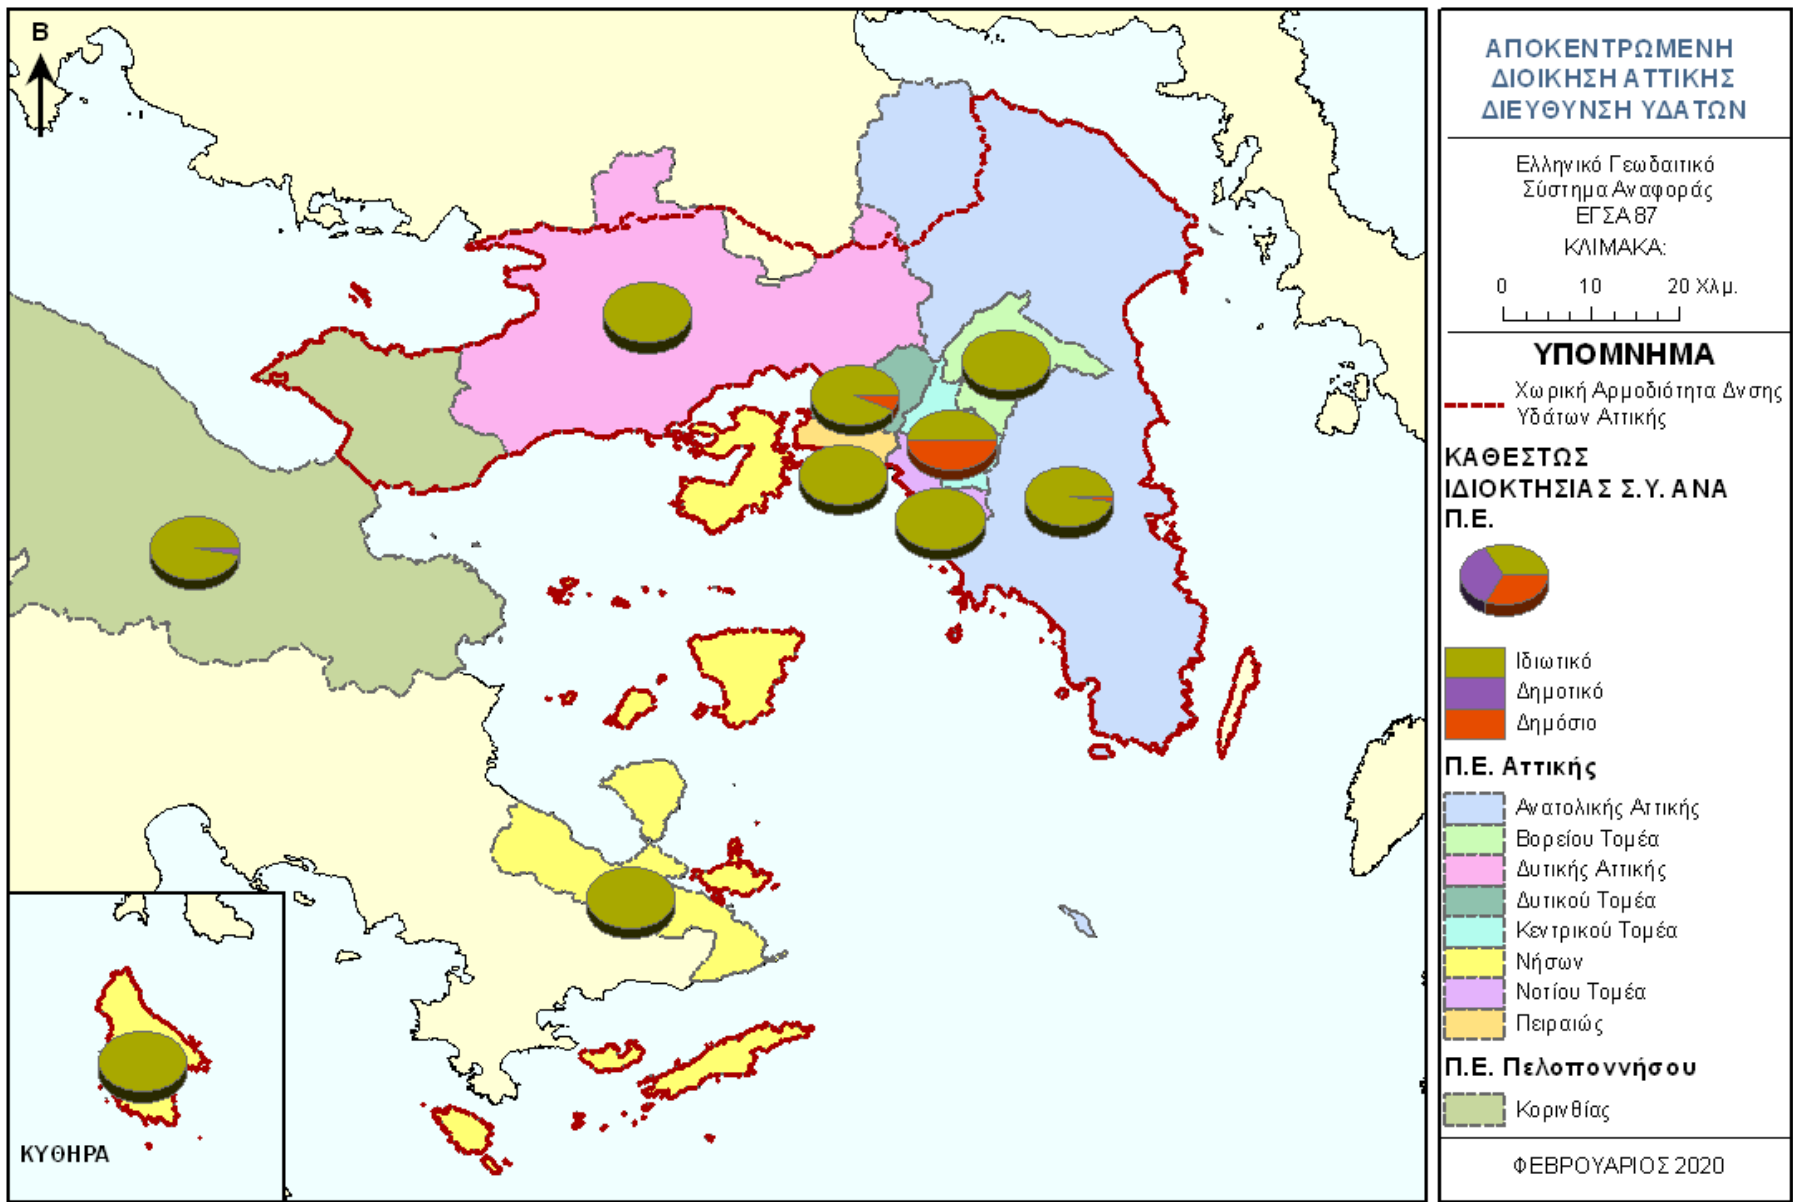 Β
ΚΥΘΗΡΑ
ΑΠΟΚΕΝΤΡΩΜΕΝΗ
ΔΙΟΙΚΗΣΗ ΑΤΤΙΚΗΣ
ΔΙΕΥΘΥΝΣΗ ΥΔΑΤΩΝ
Ελληνικό Γεωδαιτικό
Σύστημα Αναφοράς
ΕΓΣΑ 87
ΚΛΙΜΑΚΑ:
0 10 20 Χλμ.
ΥΠΟΜΝΗΜΑ
Χωρική Αρμοδιότητα Δνσης
Υδάτων Αττικής
ΚΑΘΕΣΤΩΣ
ΙΔΙΟΚΤΗΣΙΑΣ Σ.Υ. ΑΝΑ
Π.Ε.
Ιδιωτικό
Δημοτικό
Δημόσιο
Π.Ε. Αττικής
Ανατολικής Αττικής
Βορείου Τομέα
Δυτικής Αττικής
Δυτικού Τομέα
Κεντρικού Τομέα
Νήσων
Νοτίου Τομέα
Πειραιώς
Π.Ε. Πελοποννήσου
Κορινθίας
ΦΕΒΡΟΥΑΡΙΟΣ 2020